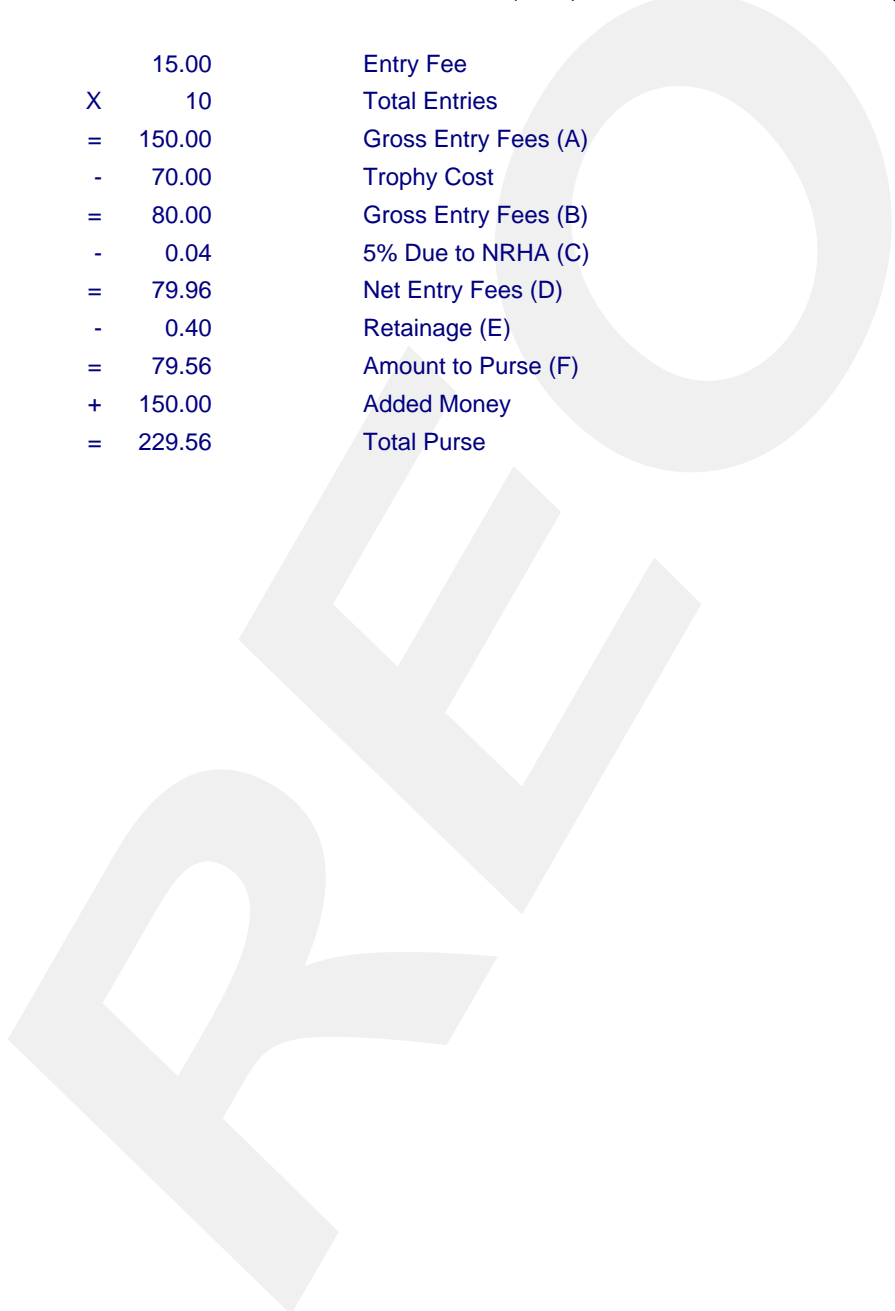 15.00 Entry Fee
X 10 Total Entries
= 150.00 Gross Entry Fees (A)
- 70.00 Trophy Cost
= 80.00 Gross Entry Fees (B)
- 0.04 5% Due to NRHA (C)
= 79.96 Net Entry Fees (D)
- 0.40 Retainage (E)
= 79.56 Amount to Purse (F)
+ 150.00 Added Money
= 229.56 Total Purse
REO